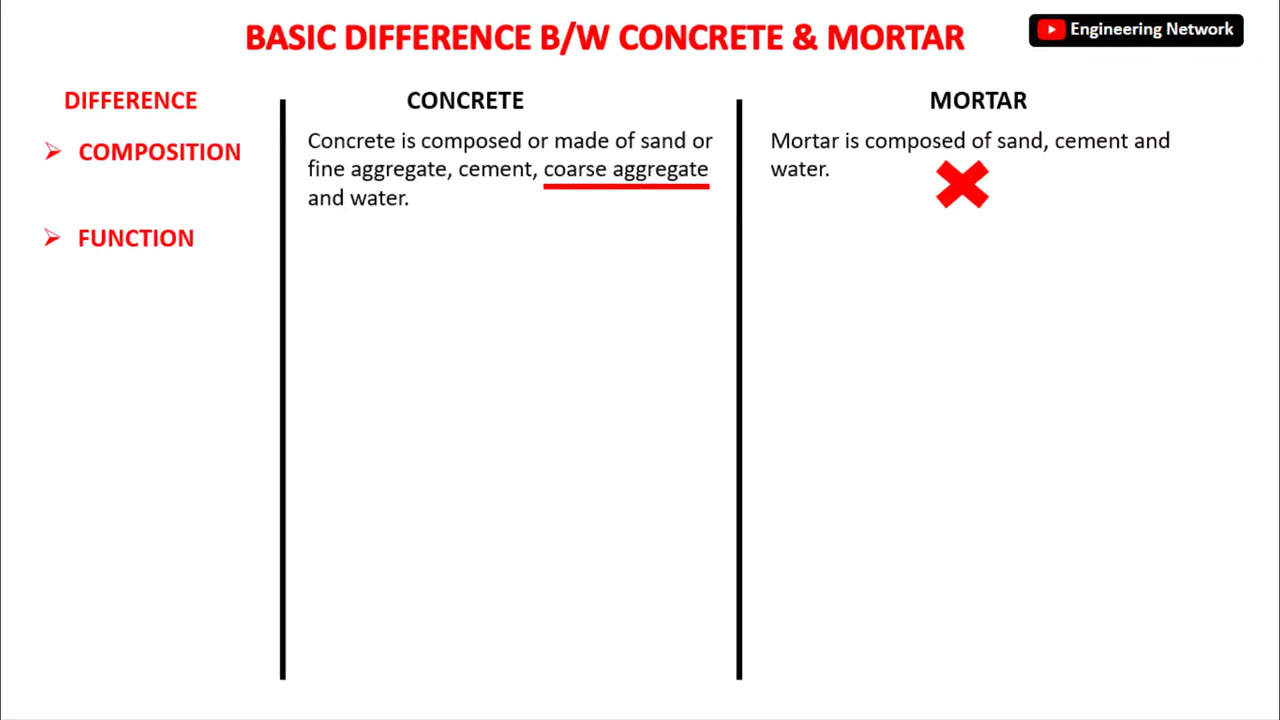 BASIC DIFFERENCE B/W CONCRETE & MORTAR
Engineering Network
DIFFERENCE
CONCRETE
MORTAR
COMPOSITION
Concrete is composed or made of sand or
fine aggregate, cement, coarse aggregate
and water.
Mortar is composed of sand, cement and
water.
FUNCTION